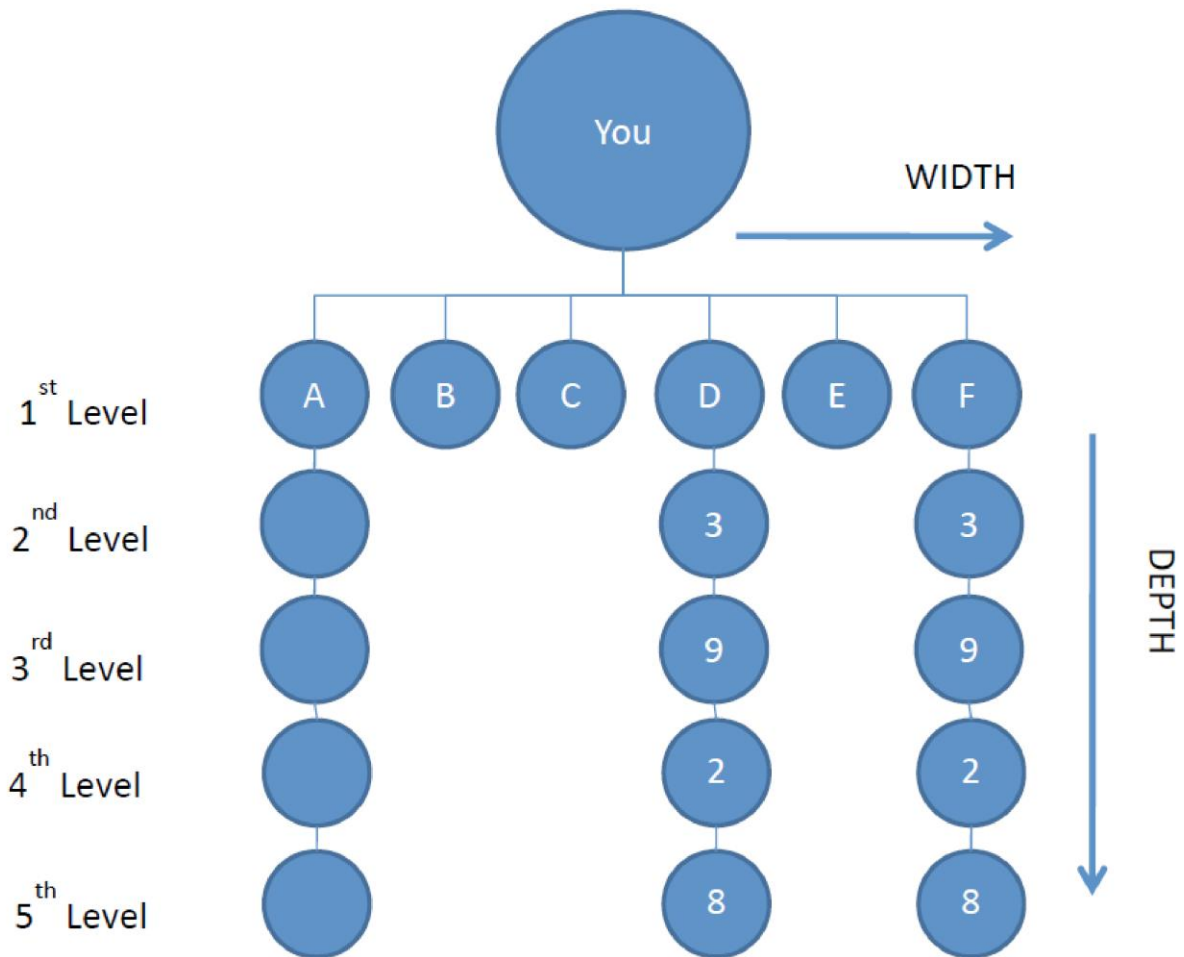 You
WIDTH
1st Level
A B C D E F
2nd Level
3 3
3rd Level
9 9
DEPTH
4th Level
2 2
5th Level
8 8